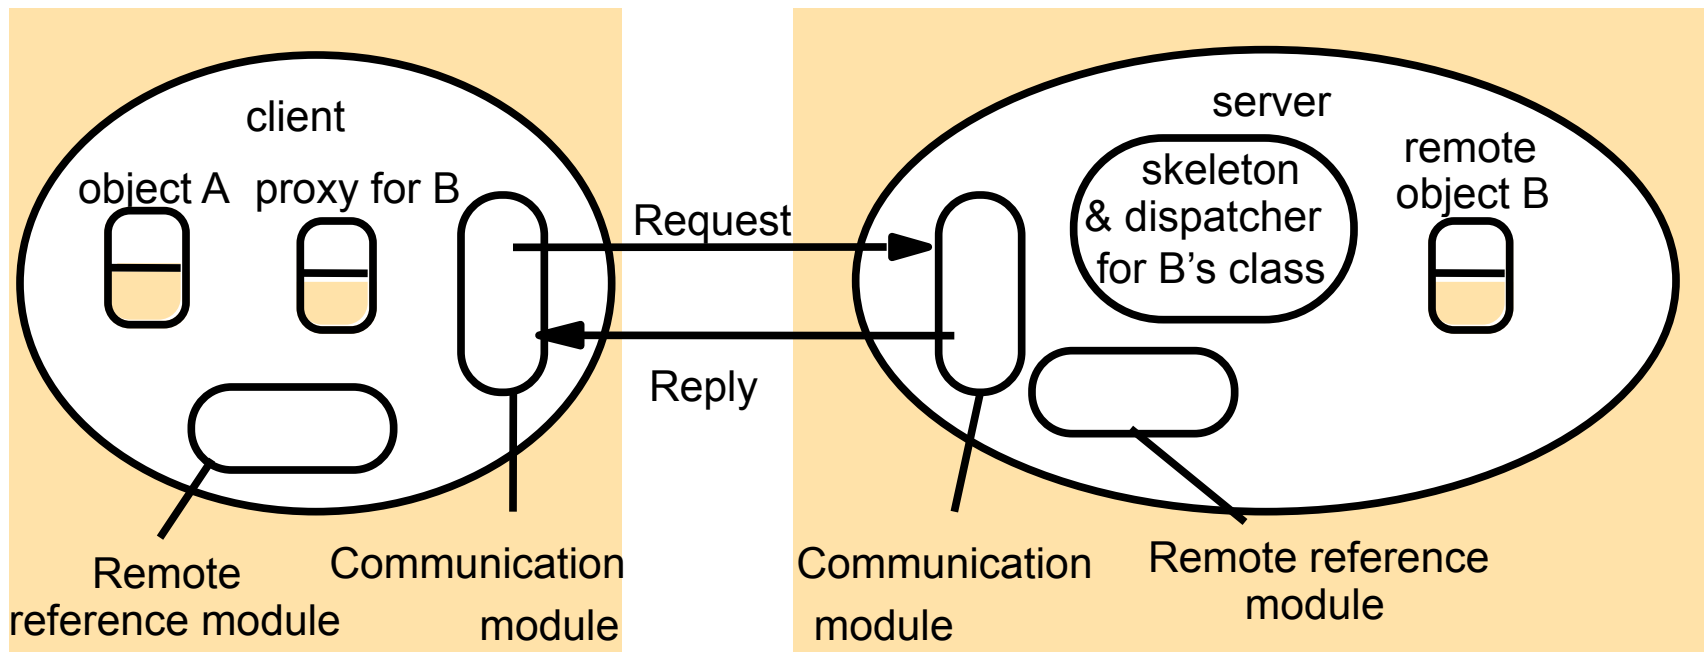 client
object A
proxy for B
Request
Reply
Remote
reference module
Communication
module
server
skeleton
& dispatcher
for B’s class
remote
object B
Communication
module
Remote reference
module